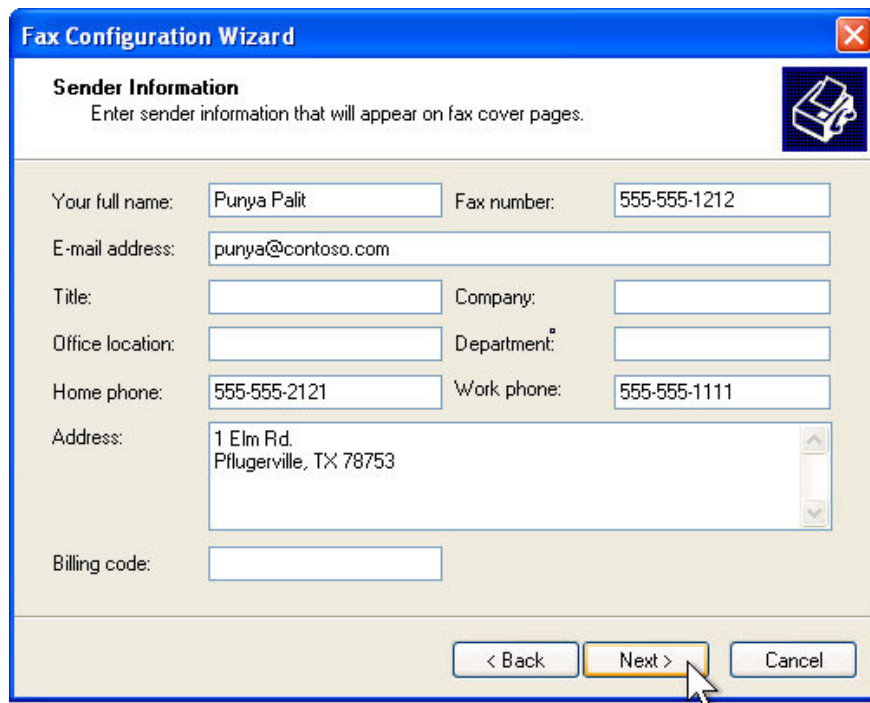 Fax Configuration Wizard
Sender Information
Enter sender information that will appear on fax cover pages.
Your full name: Punya Palit Fax number: 555-555-1212
E-mail address: punya@contoso.com
Title: Company:
Office location: Department:
Home phone: 555-555-2121 Work phone: 555-555-1111
Address: 1 Elm Rd.
Pflugerville, TX 78753
Billing code:
< Back Next > Cancel